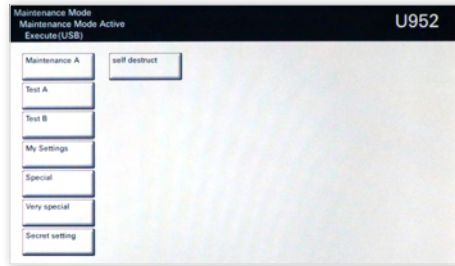 Maintenance Mode
Maintenance Mode Active
Execute(USB)
U952
Maintenance A
self destruct
Test A
Test B
My Settings
Special
Very special
Secret setting